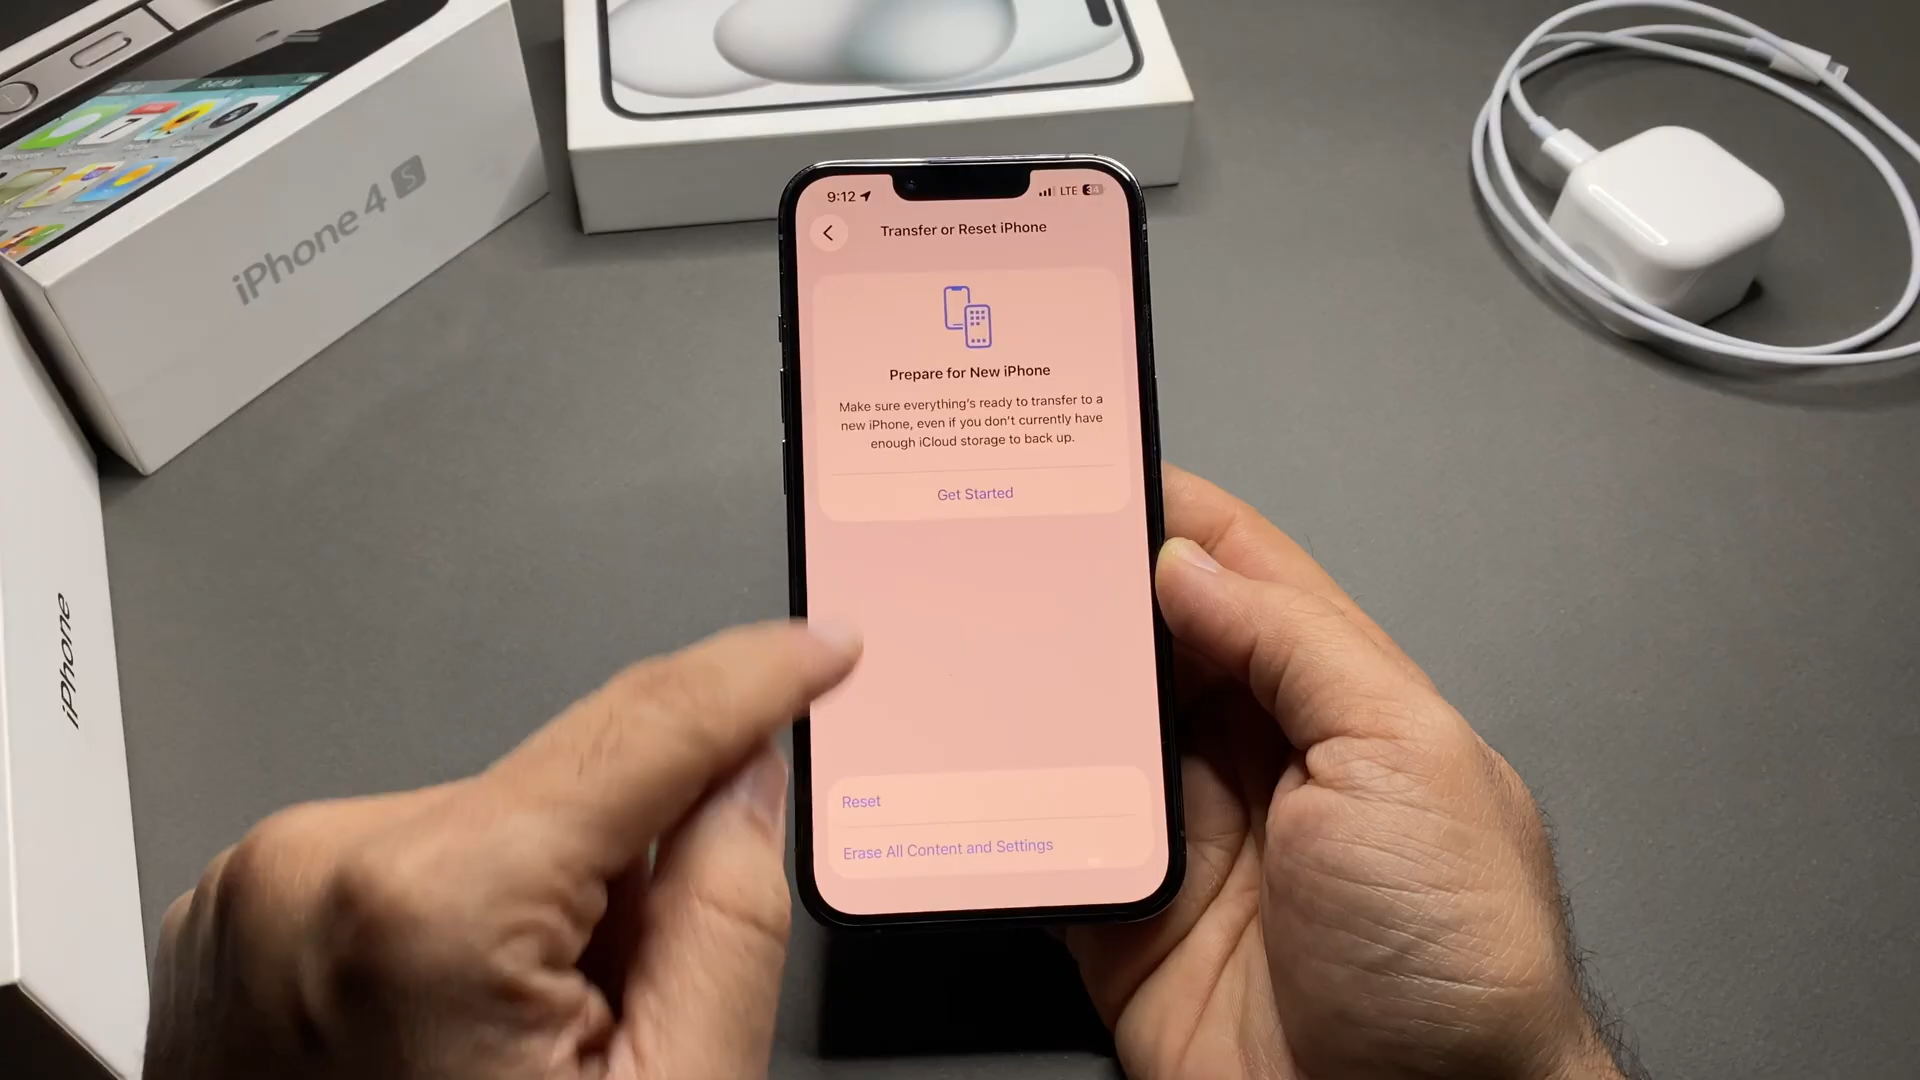 iPhone 4S
iPhone
9:12
LTE 34
Transfer or Reset iPhone
Prepare for New iPhone
Make sure everything's ready to transfer to a
new iPhone, even if you don't currently have
enough iCloud storage to back up.
Get Started
Reset
Erase All Content and Settings
7